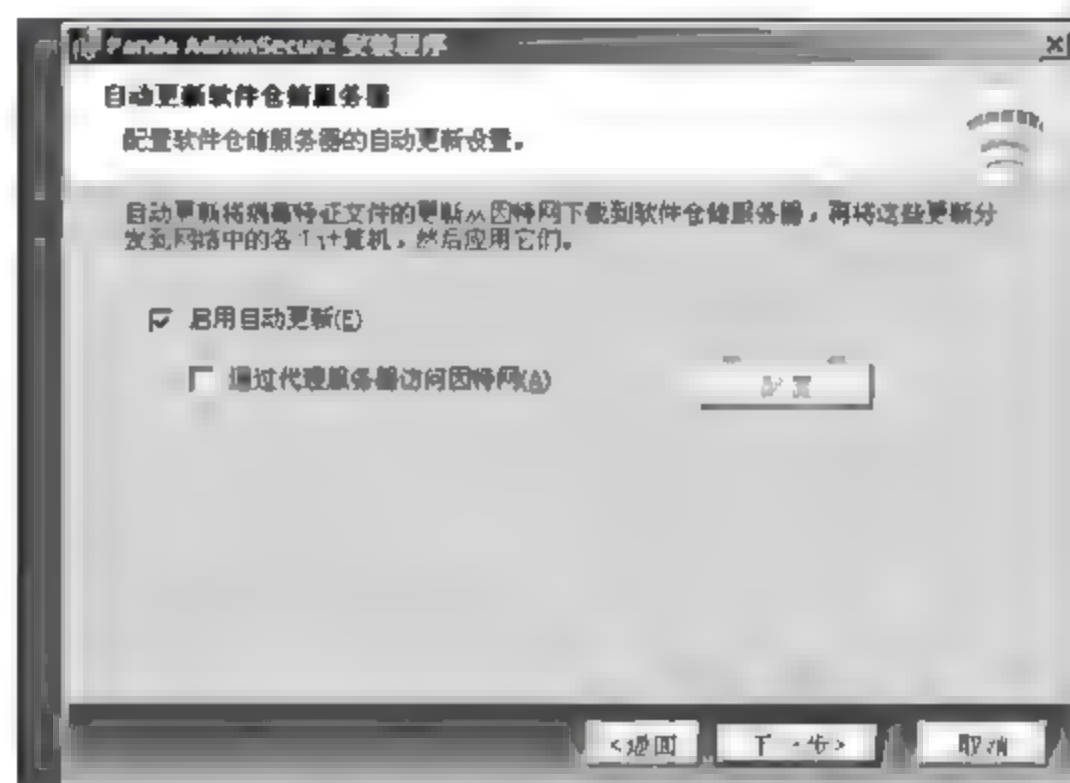 Panda AdminSecure 安装程序
自动更新软件仓储服务器
配置软件仓储服务器的自动更新设置。
自动更新将病毒特征文件的更新从因特网下载到软件仓储服务器，再将这些更新分
发到网络中的各个计算机，然后应用它们。
启用自动更新(E)
通过代理服务器访问因特网(A)
配置
<返回
下一步>
取消